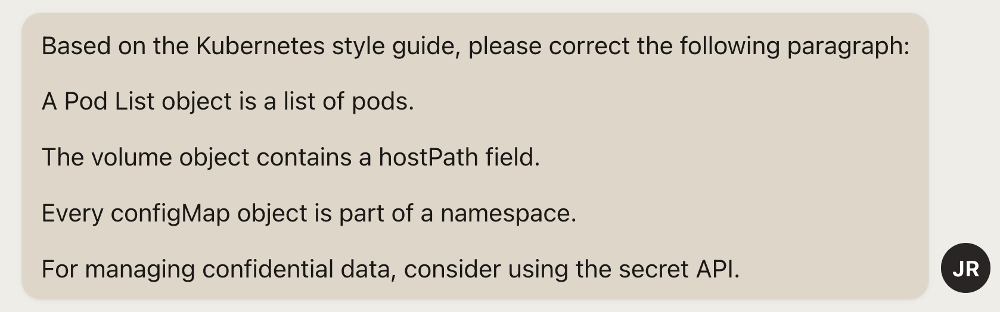 Based on the Kubernetes style guide, please correct the following paragraph:
A Pod List object is a list of pods.
The volume object contains a hostPath field.
Every configMap object is part of a namespace.
For managing confidential data, consider using the secret API.
JR